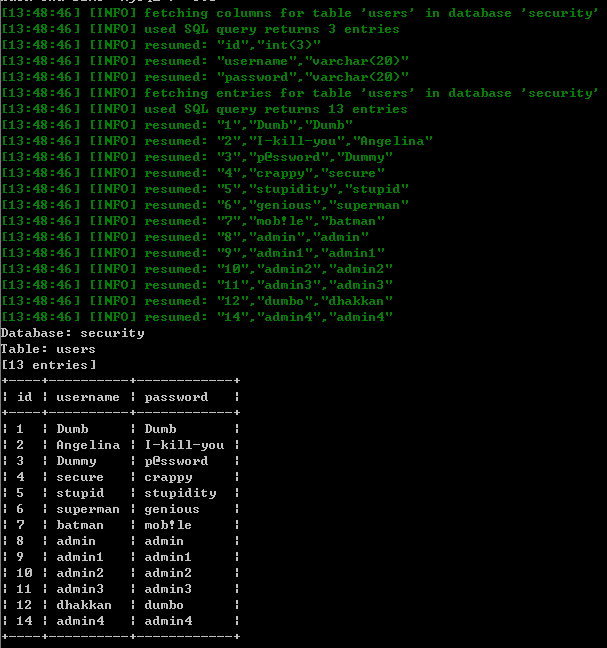 [13:48:46] [INFO] fetching columns for table 'users' in database 'security'
[13:48:46] [INFO] used SQL query returns 3 entries
[13:48:46] [INFO] resumed: "id","int(3)"
[13:48:46] [INFO] resumed: "username","varchar(20)"
[13:48:46] [INFO] resumed: "password","varchar(20)"
[13:48:46] [INFO] fetching entries for table 'users' in database 'security'
[13:48:46] [INFO] used SQL query returns 13 entries
[13:48:46] [INFO] resumed: "1","Dumb","Dumb"
[13:48:46] [INFO] resumed: "2","I-kill-you","Angelina"
[13:48:46] [INFO] resumed: "3","p@ssword","Dummy"
[13:48:46] [INFO] resumed: "4","crappy","secure"
[13:48:46] [INFO] resumed: "5","stupidity","stupid"
[13:48:46] [INFO] resumed: "6","genious","superman"
[13:48:46] [INFO] resumed: "7","mob!le","batman"
[13:48:46] [INFO] resumed: "8","admin","admin"
[13:48:46] [INFO] resumed: "9","admin1","admin1"
[13:48:46] [INFO] resumed: "10","admin2","admin2"
[13:48:46] [INFO] resumed: "11","admin3","admin3"
[13:48:46] [INFO] resumed: "12","dumbo","dhakkan"
[13:48:46] [INFO] resumed: "14","admin4","admin4"
Database: security
Table: users
[13 entries]
+----+----------+------------+
| id | username | password   |
+----+----------+------------+
| 1  | Dumb     | Dumb       |
| 2  | Angelina | I-kill-you |
| 3  | Dummy    | p@ssword   |
| 4  | secure   | crappy     |
| 5  | stupid   | stupidity  |
| 6  | superman | genious    |
| 7  | batman   | mob!le     |
| 8  | admin    | admin      |
| 9  | admin1   | admin1     |
| 10 | admin2   | admin2     |
| 11 | admin3   | admin3     |
| 12 | dhakkan  | dumbo      |
| 14 | admin4   | admin4     |
+----+----------+------------+